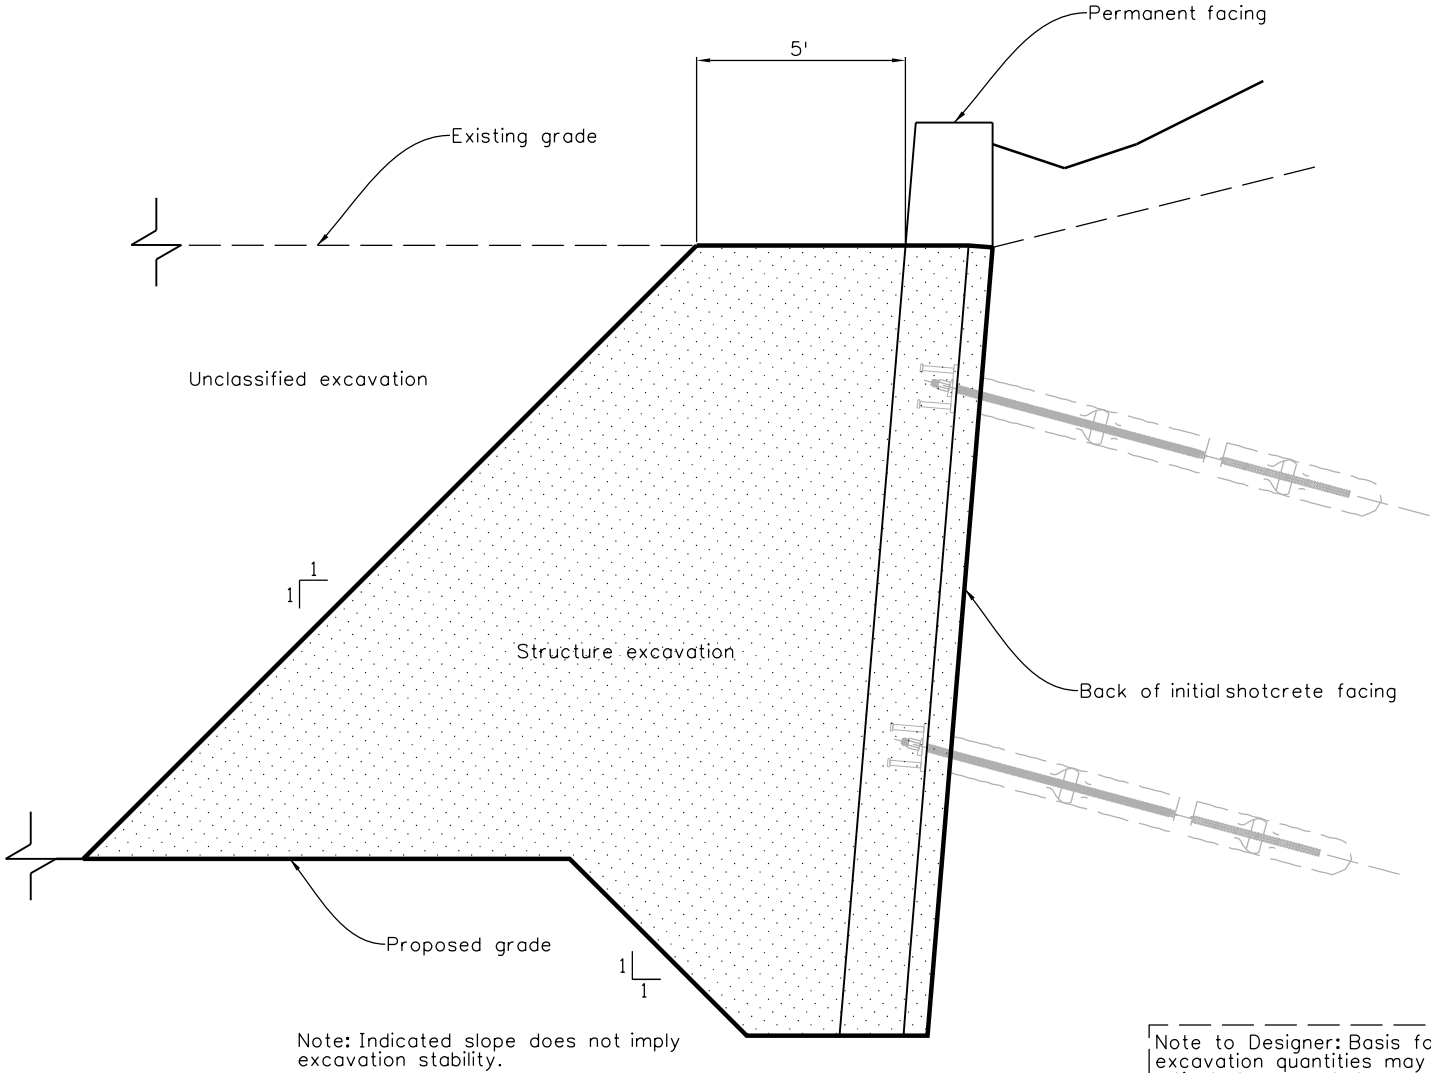 Permanent facing
5'
Existing grade
Unclassified excavation
1
1
Structure excavation
Back of initial shotcrete facing
Proposed grade
1
1
Note: Indicated slope does not imply
excavation stability.
Note to Designer: Basis
excavation quantities may